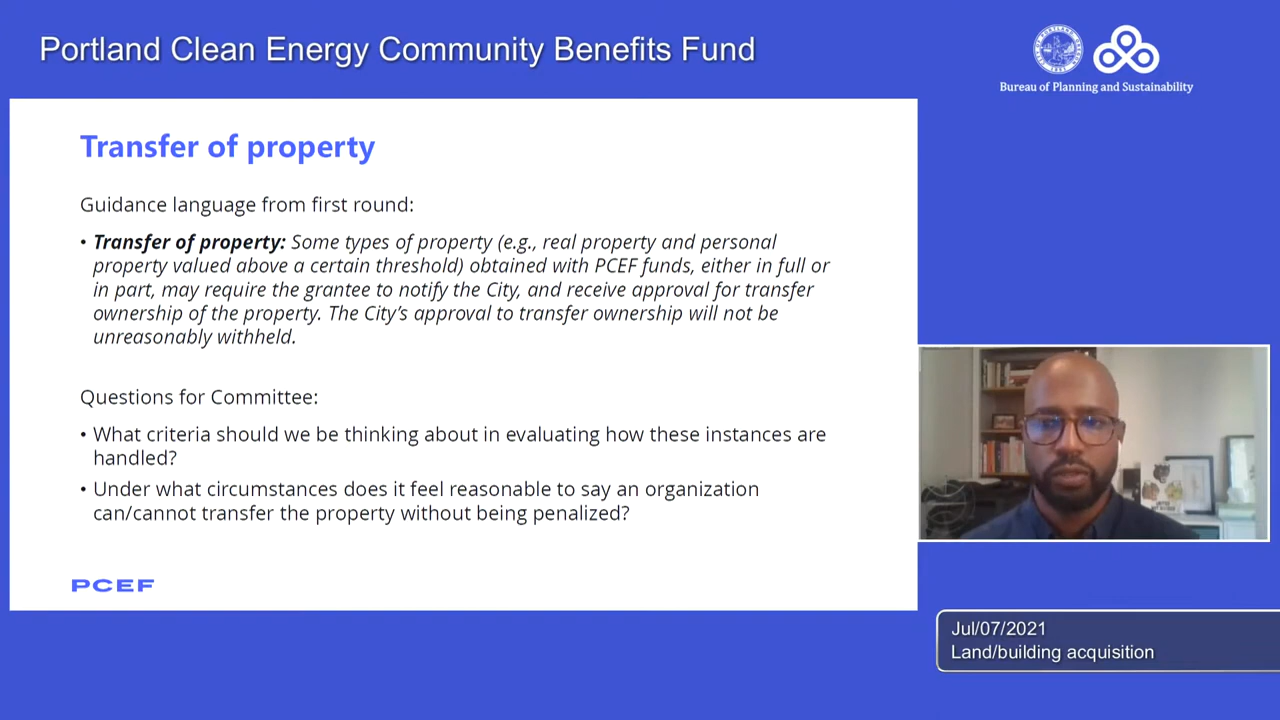 Portland Clean Energy Community Benefits Fund
Bureau of Planning and Sustainability
Transfer of property
Guidance language from first round:
• Transfer of property: Some types of property (e.g., real property and personal
property valued above a certain threshold) obtained with PCEF funds, either in full or
in part, may require the grantee to notify the City, and receive approval for transfer
ownership of the property. The City's approval to transfer ownership will not be
unreasonably withheld.
Questions for Committee:
• What criteria should we be thinking about in evaluating how these instances are
handled?
• Under what circumstances does it feel reasonable to say an organization
can/cannot transfer the property without being penalized?
PCEF
Jul/07/2021
Land/building acquisition